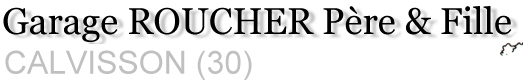 Garage ROUCHER Père & Fille
CALVISSON (30)